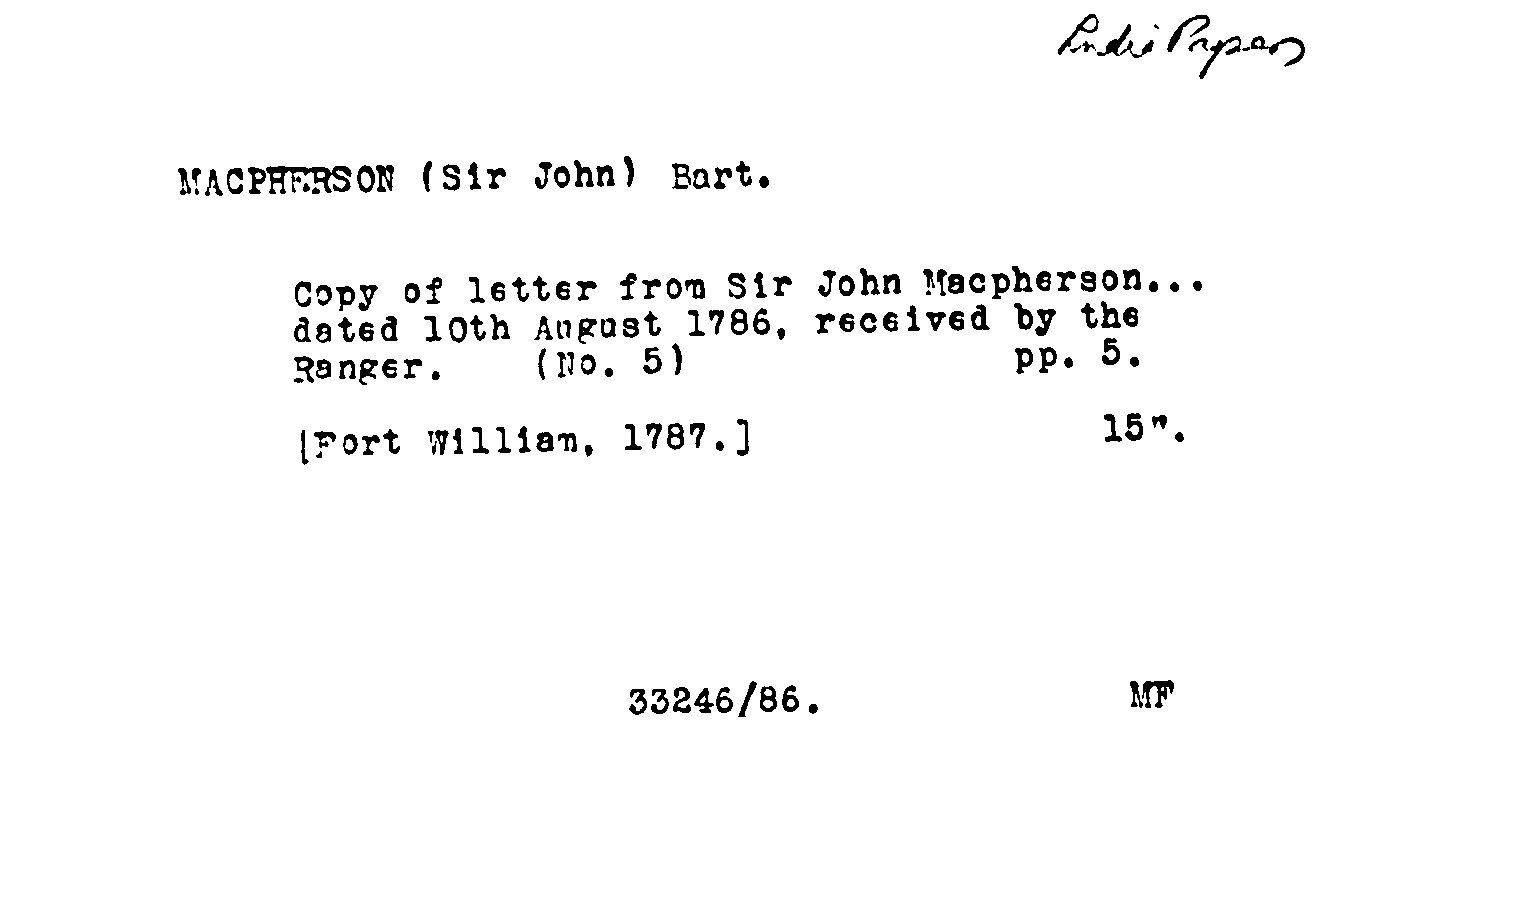 India Papers
MACPHERSON (Sir John) Bart.
Copy of letter from Sir John Macpherson...
dated 10th August 1786, received by the
Ranger. (No. 5) pp. 5.
[Fort William, 1787.] 15".
33246/86. MF